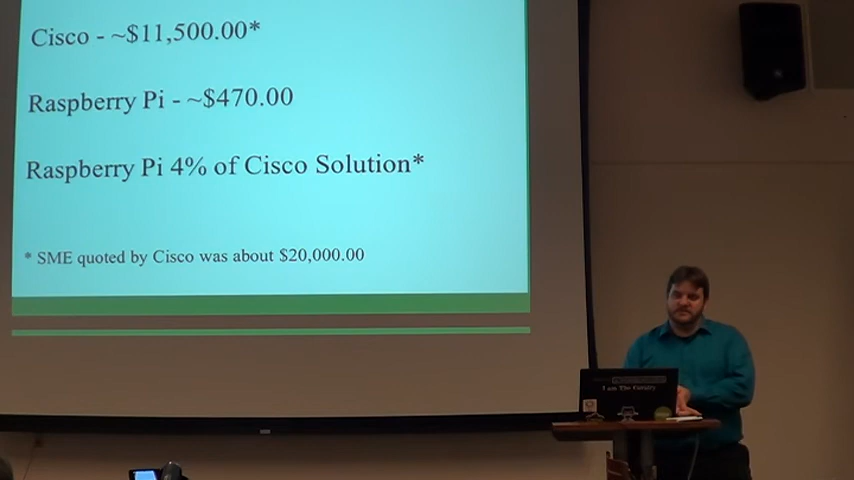 Cisco - ~$11,500.00*
Raspberry Pi - ~$470.00
Raspberry Pi 4% of Cisco Solution*
* SME quoted by Cisco was about $20,000.00
I am The Cavalry